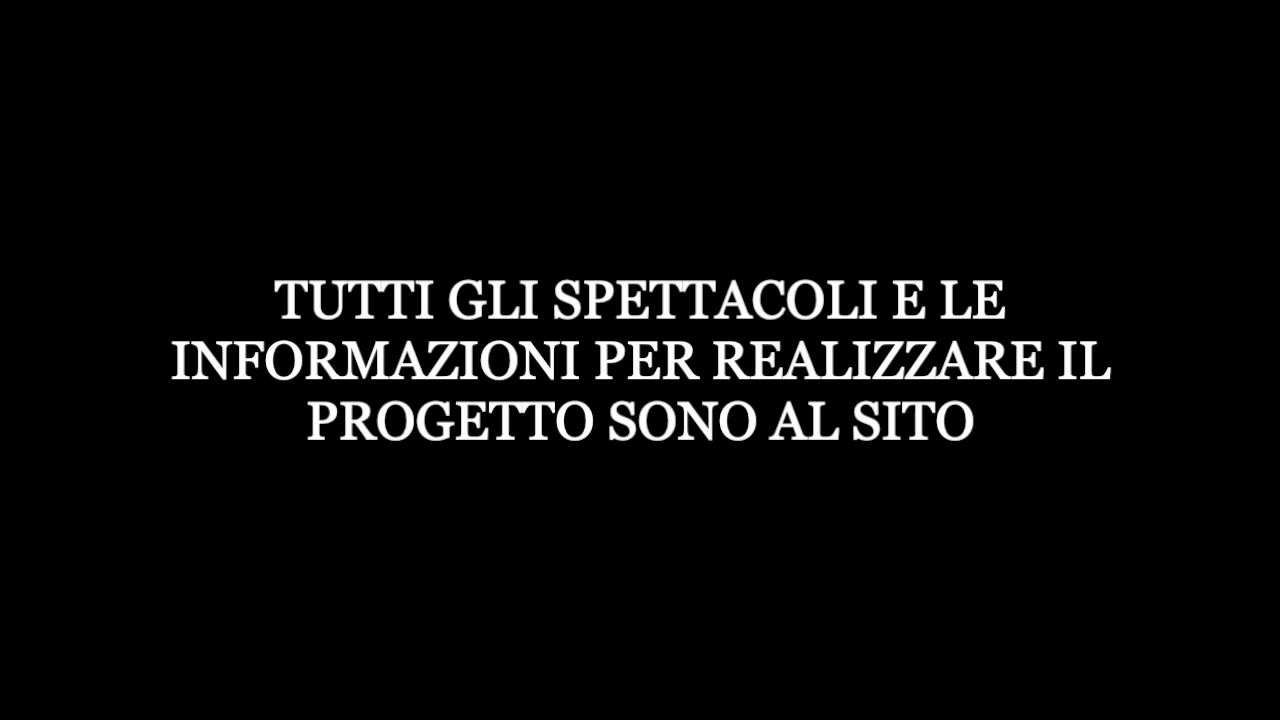 TUTTI GLI SPETTACOLI E LE
INFORMAZIONI PER REALIZZARE IL
PROGETTO SONO AL SITO